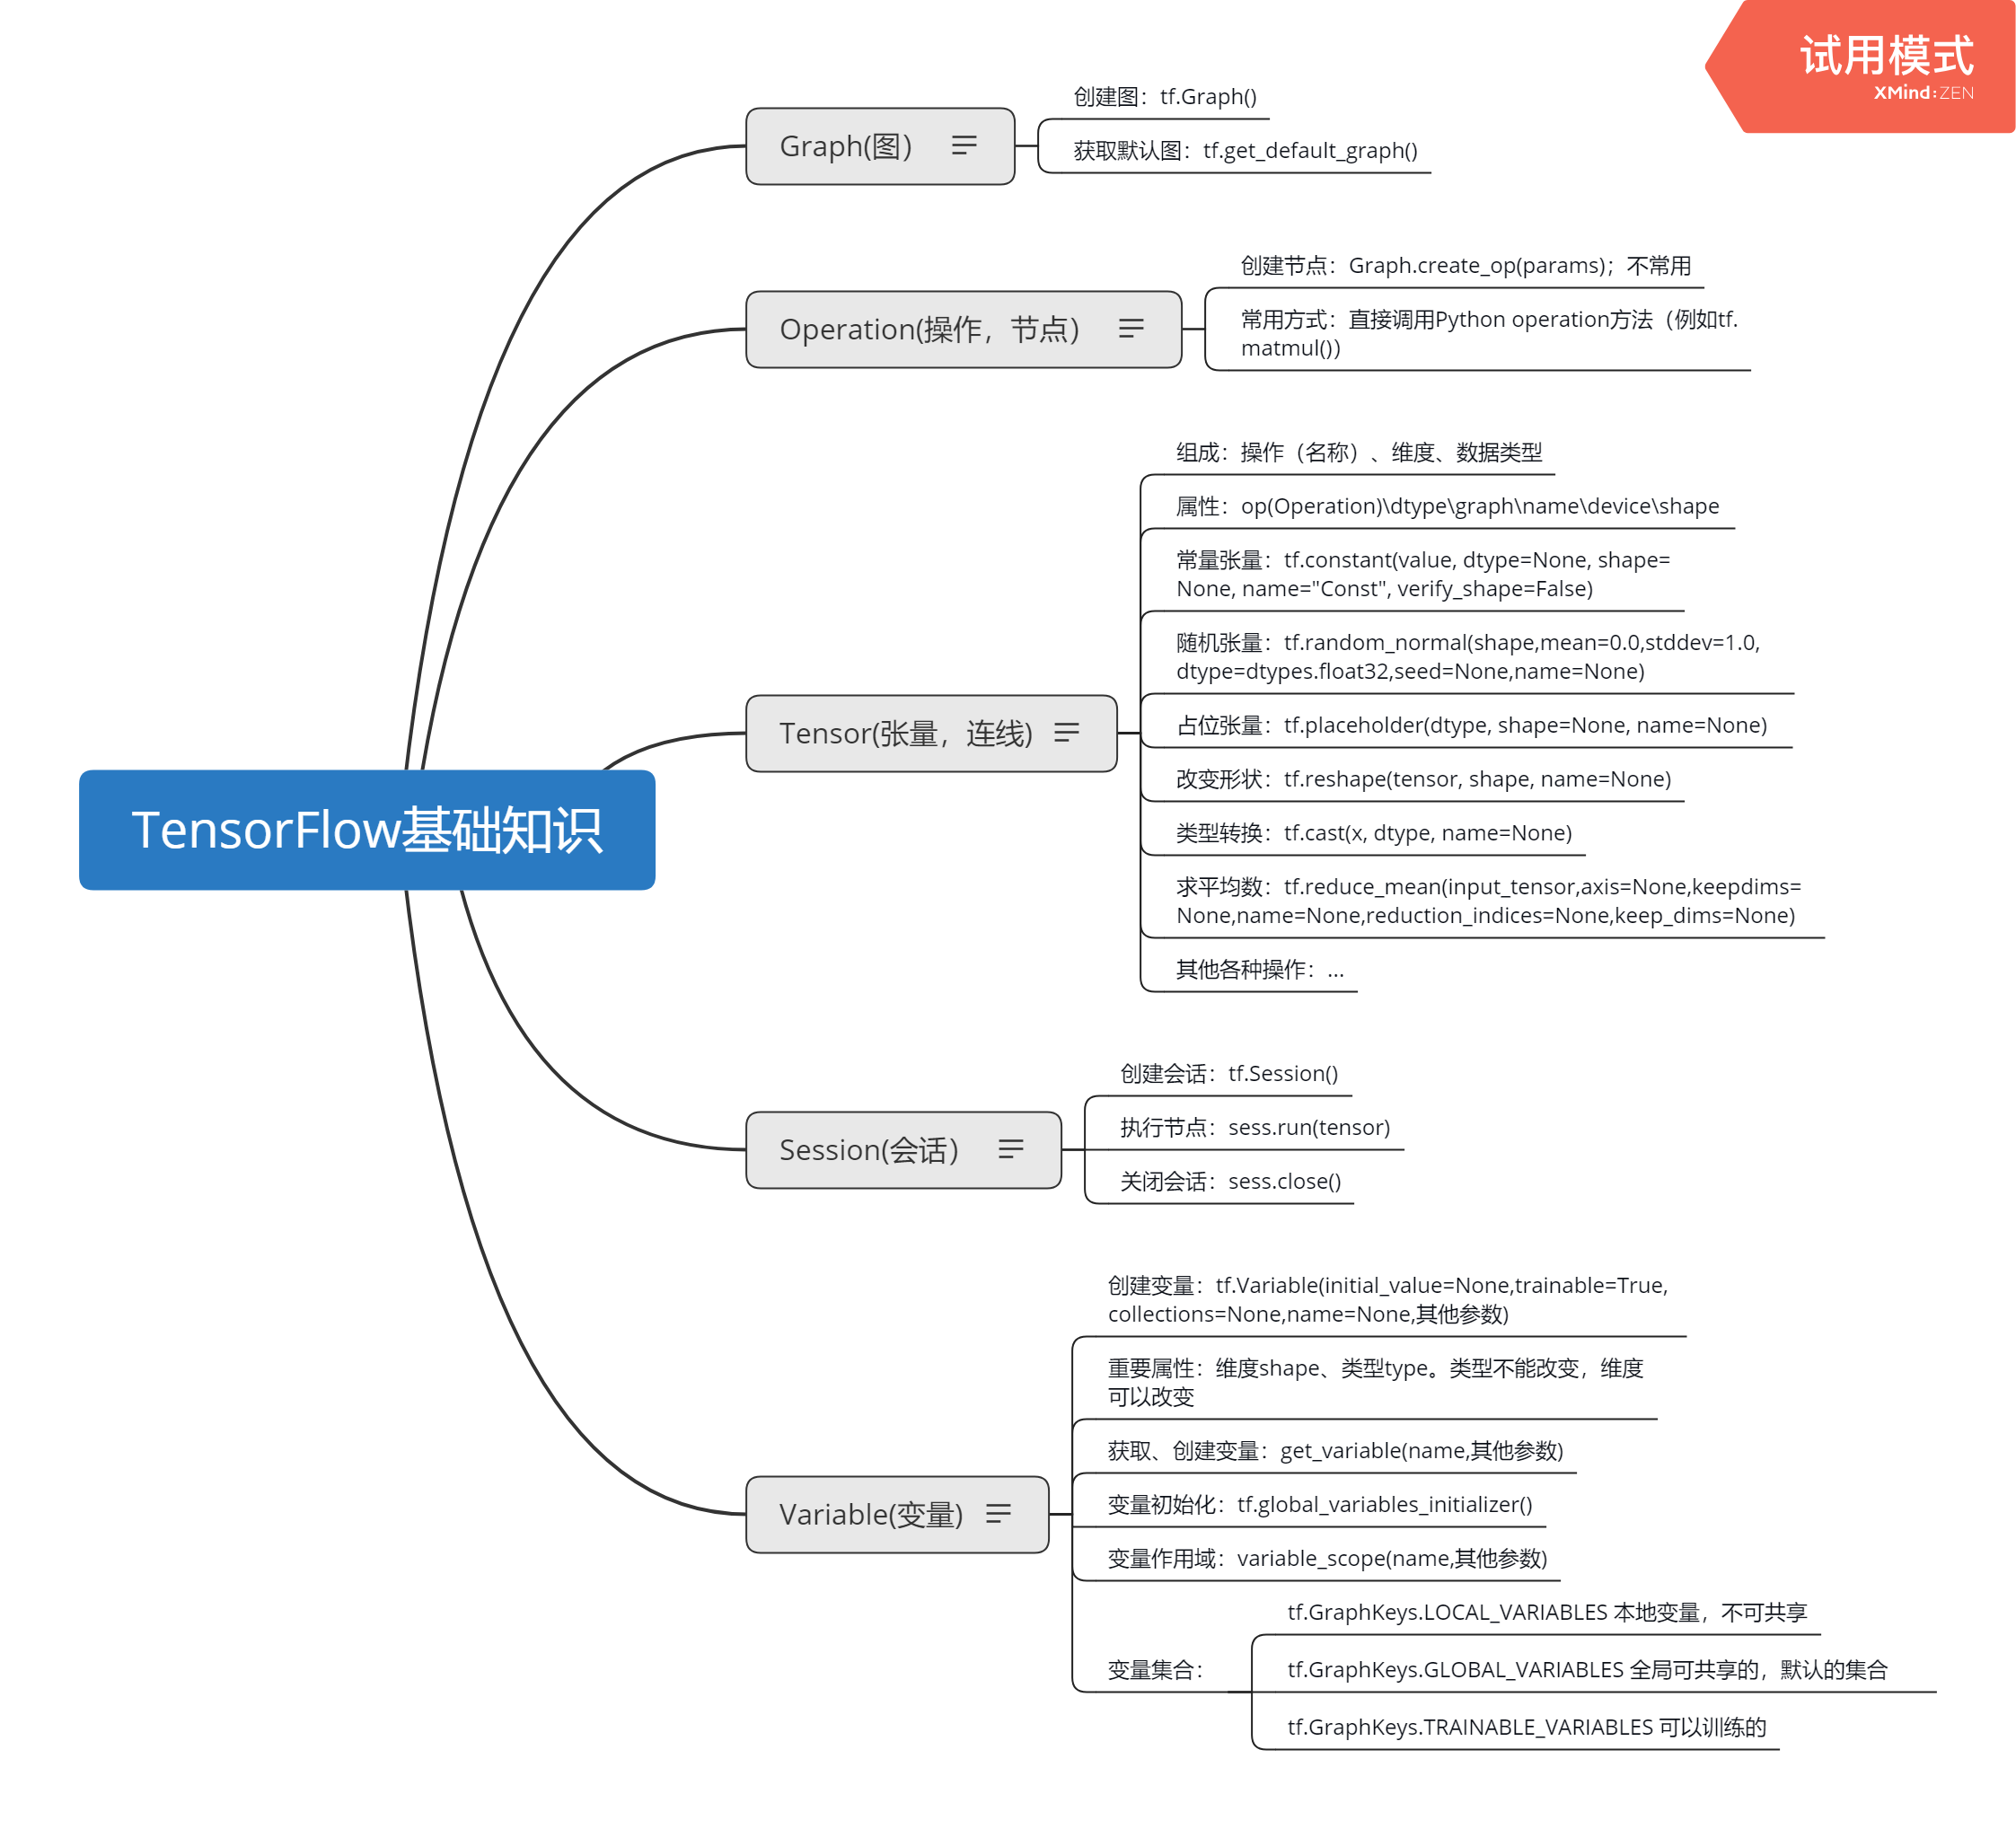 试用模式
XMind:ZEN
TensorFlow基础知识
Graph(图）
创建图：tf.Graph()
获取默认图：tf.get_default_graph()
Operation(操作，节点）
创建节点：Graph.create_op(params)；不常用
常用方式：直接调用Python operation方法（例如tf.
matmul()）
Tensor(张量，连线)
组成：操作（名称）、维度、数据类型
属性：op(Operation)\dtype\graph\name\device\shape
常量张量：tf.constant(value, dtype=None, shape=
None, name="Const", verify_shape=False)
随机张量：tf.random_normal(shape,mean=0.0,stddev=1.0,
dtype=dtypes.float32,seed=None,name=None)
占位张量：tf.placeholder(dtype, shape=None, name=None)
改变形状：tf.reshape(tensor, shape, name=None)
类型转换：tf.cast(x, dtype, name=None)
求平均数：tf.reduce_mean(input_tensor,axis=None,keepdims=
None,name=None,reduction_indices=None,keep_dims=None)
其他各种操作：...
Session(会话）
创建会话：tf.Session()
执行节点：sess.run(tensor)
关闭会话：sess.close()
Variable(变量)
创建变量：tf.Variable(initial_value=None,trainable=True,
collections=None,name=None,其他参数)
重要属性：维度shape、类型type。类型不能改变，维度
可以改变
获取、创建变量：get_variable(name,其他参数)
变量初始化：tf.global_variables_initializer()
变量作用域：variable_scope(name,其他参数)
变量集合：
tf.GraphKeys.LOCAL_VARIABLES 本地变量，不可共享
tf.GraphKeys.GLOBAL_VARIABLES 全局可共享的，默认的集合
tf.GraphKeys.TRAINABLE_VARIABLES 可以训练的